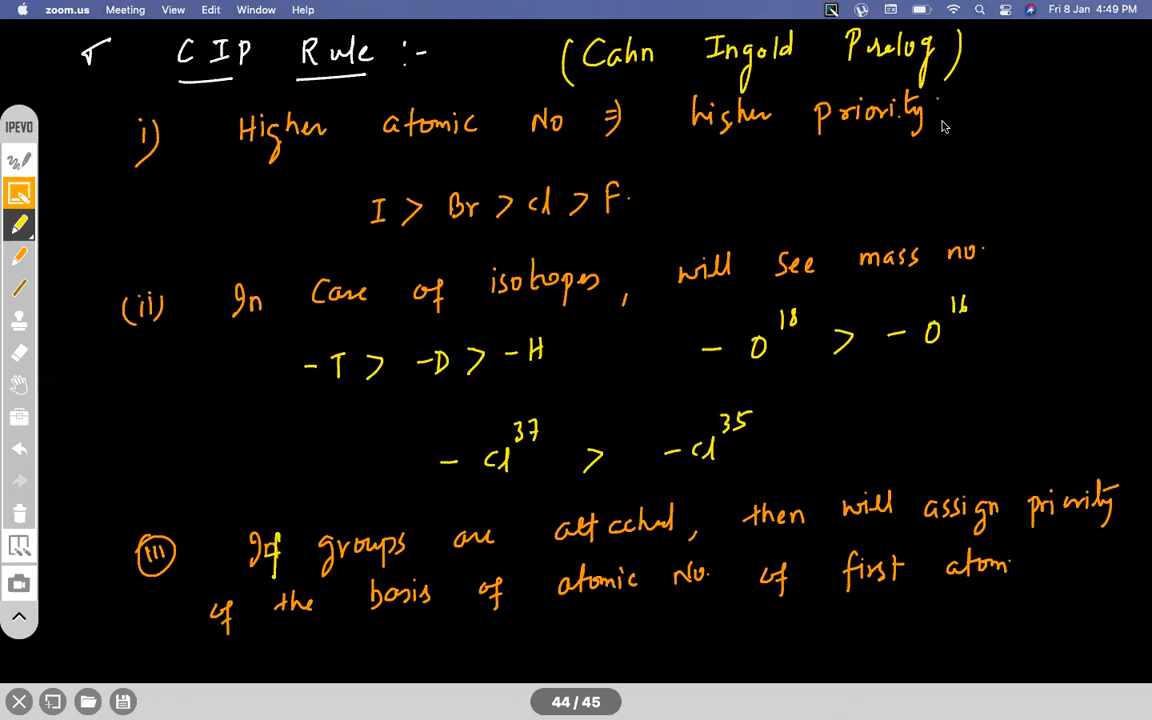 zoom.us Meeting View Edit Window Help Fri 8 Jan 4:49 PM
CIP Rule :- (Cahn Ingold Prelog)
IPEVO
i) Higher atomic No ⇒ higher priority.
I > Br > Cl > F.
(ii) In Case of isotopes, will see mass no.
- T > - D > - H - O¹⁸ > - O¹⁶
- Cl³⁷ > - Cl³⁵
(III) If groups are attached, then will assign priority
of the basis of atomic No. of first atom.
44 / 45